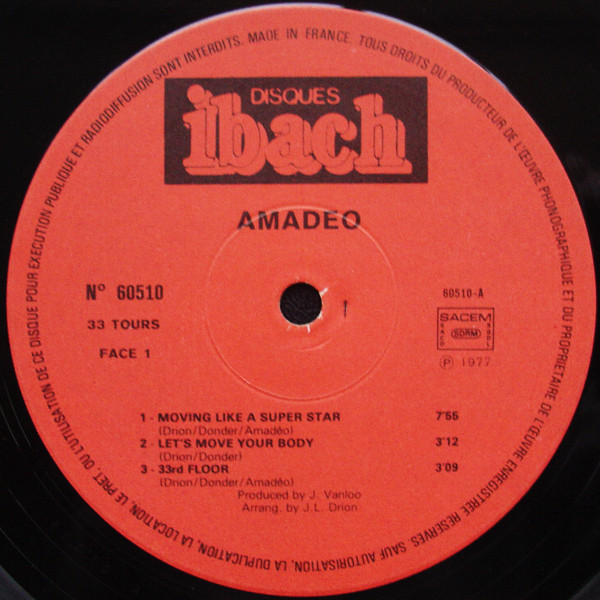 DISQUES
ibach
AMADEO
N° 60510
33 TOURS
FACE 1
60510-A
SACEM
SACD
SDRM
SGDL
Ⓟ 1977
1 - MOVING LIKE A SUPER STAR 7'55
(Drion/Donder/Amadéo)
2 - LET'S MOVE YOUR BODY 3'12
(Drion/Donder)
3 - 33rd FLOOR 3'09
(Drion/Donder/Amadéo)
Produced by J. Vanloo
Arrang. by J.L. Drion
MADE IN FRANCE. TOUS DROITS DU PRODUCTEUR DE L'ŒUVRE PHONOGRAPHIQUE ET DU PROPRIETAIRE DE L'ŒUVRE ENREGISTREE RESERVES. SAUF AUTORISATION, LA DUPLICATION, LA LOCATION, LE PRET, OU L'UTILISATION DE CE DISQUE POUR EXECUTION PUBLIQUE ET RADIODIFFUSION SONT INTERDITS.